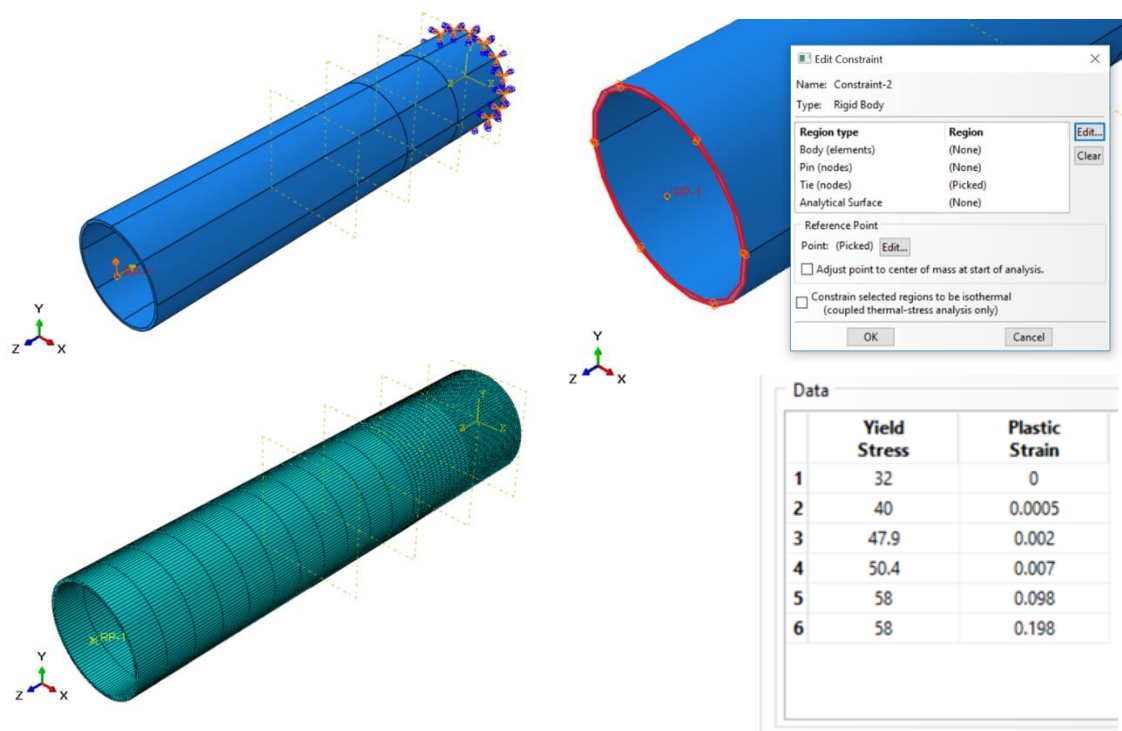 Edit Constraint
Name: Constraint-2
Type: Rigid Body
Region type Region Edit...
Body (elements) (None)
Clear
Pin (nodes) (None)
Tie (nodes) (Picked)
Analytical Surface (None)
Reference Point
Point: (Picked) Edit...
Adjust point to center of mass at start of analysis.
Constrain selected regions to be isothermal
(coupled thermal-stress analysis only)
OK Cancel
RP-1
Y
Z X
Y
Z X
RP-1
Y
Z X
Data
Yield Stress Plastic Strain
1 32 0
2 40 0.0005
3 47.9 0.002
4 50.4 0.007
5 58 0.098
6 58 0.198